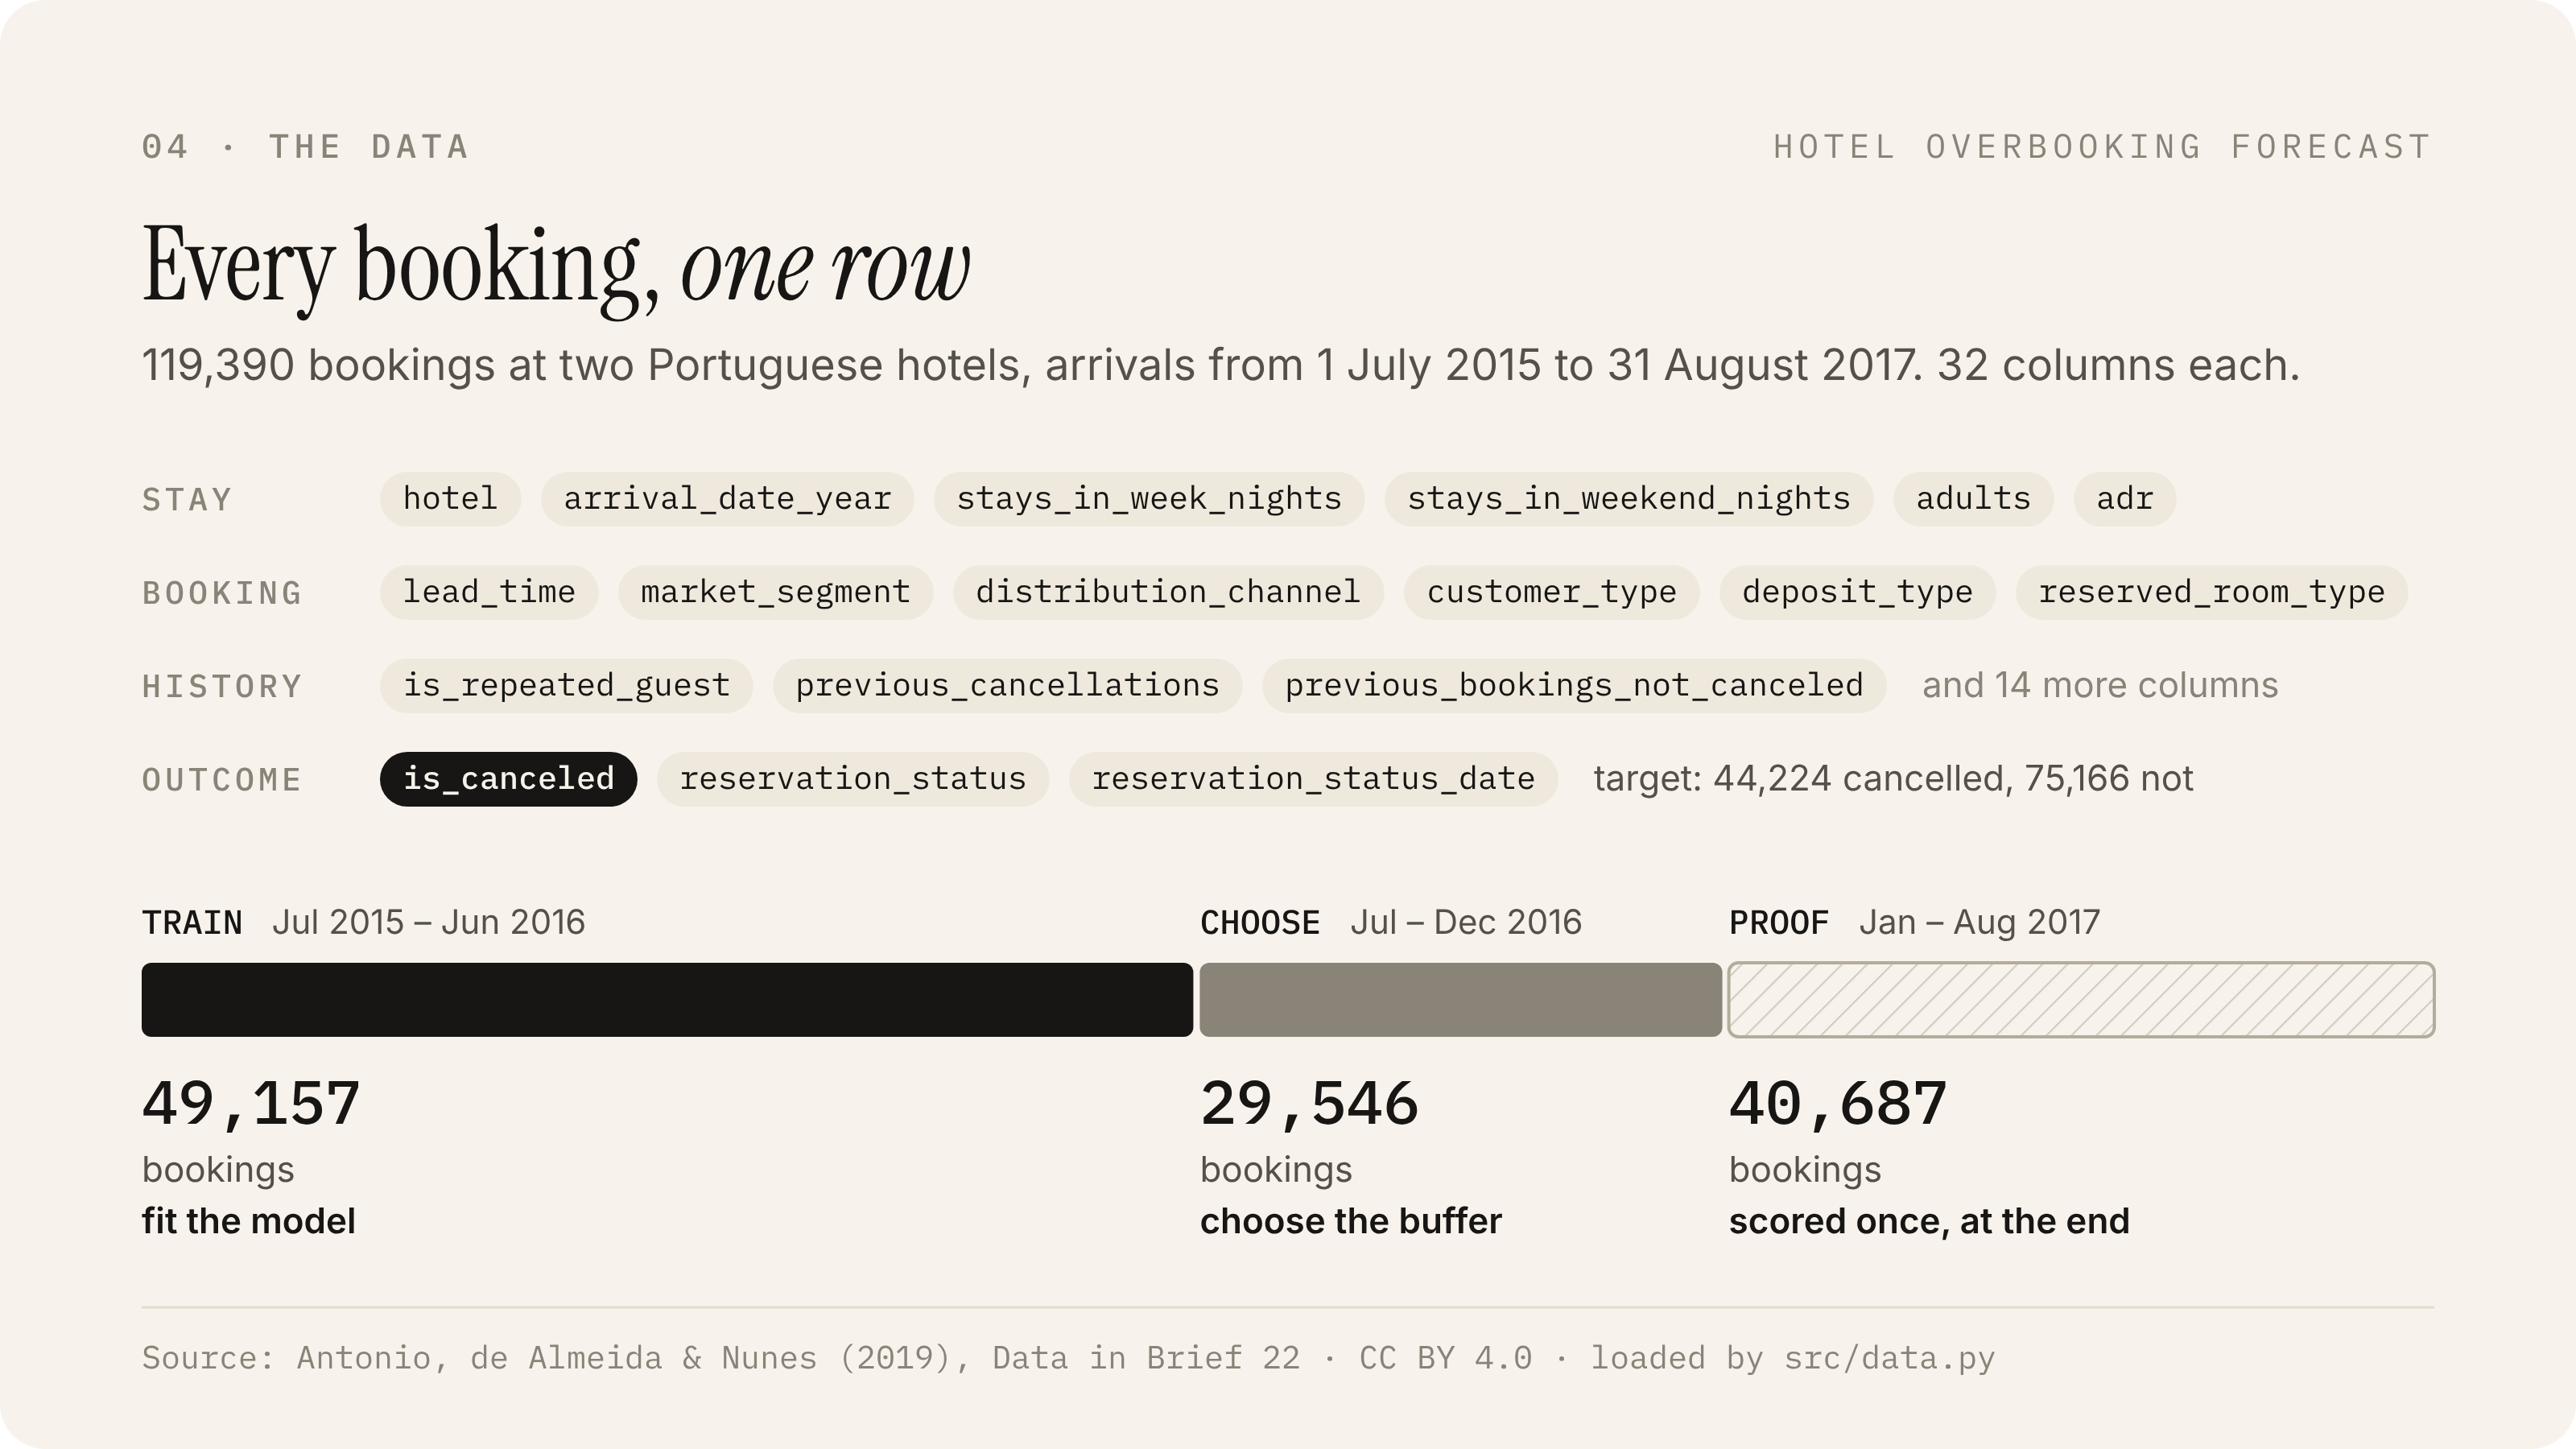 04 · THE DATA
HOTEL OVERBOOKING FORECAST
Every booking, one row
119,390 bookings at two Portuguese hotels, arrivals from 1 July 2015 to 31 August 2017. 32 columns each.
STAY hotel arrival_date_year stays_in_week_nights stays_in_weekend_nights adults adr
BOOKING lead_time market_segment distribution_channel customer_type deposit_type reserved_room_type
HISTORY is_repeated_guest previous_cancellations previous_bookings_not_canceled and 14 more columns
OUTCOME is_canceled reservation_status reservation_status_date target: 44,224 cancelled, 75,166 not
TRAIN Jul 2015 – Jun 2016
49,157
bookings
fit the model
CHOOSE Jul – Dec 2016
29,546
bookings
choose the buffer
PROOF Jan – Aug 2017
40,687
bookings
scored once, at the end
Source: Antonio, de Almeida & Nunes (2019), Data in Brief 22 · CC BY 4.0 · loaded by src/data.py